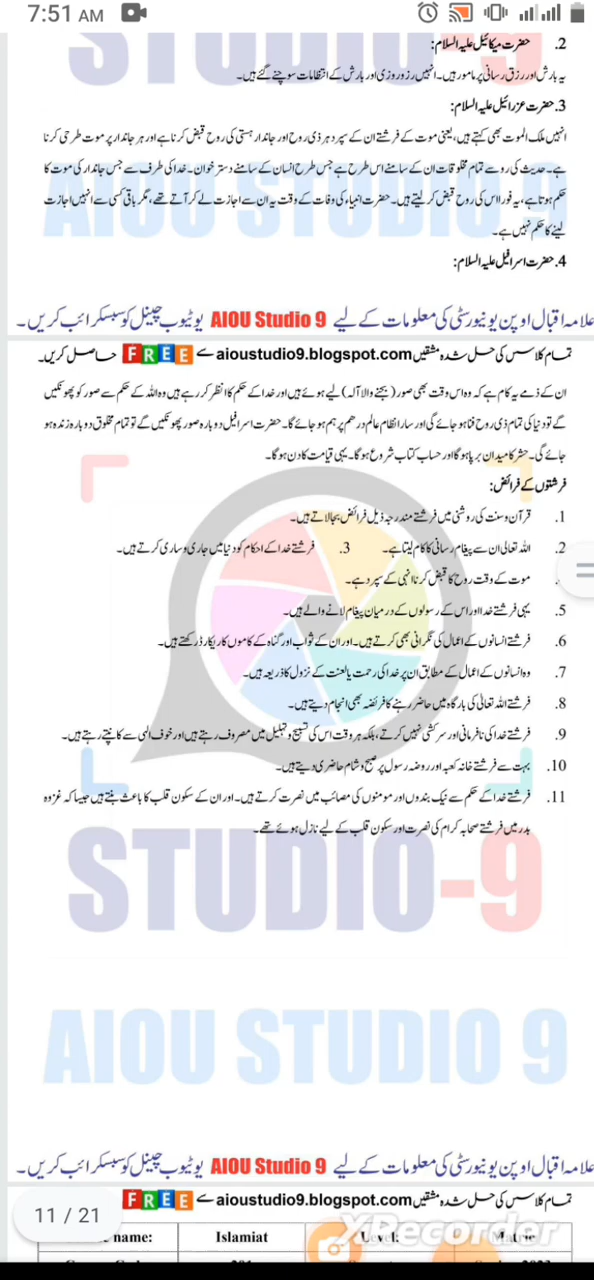 7:51 AM
2. حضرت میکائیل علیہ السلام:
یہ بارش اور رزق رسانی پر مامور ہیں۔ انہیں رزور وزی اور بارش کے انتظامات سونپے گئے ہیں۔
3. حضرت عزرائیل علیہ السلام:
انہیں ملک الموت بھی کہتے ہیں، یعنی موت کے فرشتے ان کے سپرد ہر ذی روح اور جاندار ہستی کی روح قبض کرنا ہے اور ہر جاندار پر موت طرحی کرنا
ہے۔ حدیث کی رو سے تمام مخلوقات ان کے سامنے اس طرح ہے جس طرح انسان کے سامنے دستر خوان۔ خدا کی طرف سے جس جاندار کی موت کا
حکم ہوتا ہے، یہ فورا اس کی روح قبض کر لیتے ہیں۔ حضرت انبیاء کی وفات کے وقت یہ ان سے اجازت لے کر آتے تھے، مگر باقی کسی سے انہیں اجازت
لینے کا حکم نہیں ہے۔
4. حضرت اسرافیل علیہ السلام:
علامہ اقبال اوپن یونیورسٹی کی معلومات کے لیے AIOU Studio 9 یوٹیوب چینل کو سبسکرائب کریں۔
تمام کلاسس کی حل شدہ مشقیں aioustudio9.blogspot.com سے FREE حاصل کریں۔
ان کے ذمے یہ کام ہے کہ وہ اس وقت بھی صور (بجنے والا آلہ) لیے ہوئے ہیں اور خدا کے حکم کا انظر کر رہے ہیں وہ اللہ کے حکم سے صور کو پھونکیں
گے تو دنیا کی تمام ذی روح فنا ہو جائے گی اور سارا نظام عالم درھم برہم ہو جائے گا۔ حضرت اسرافیل دوبارہ صور پھونکیں گے تو تمام مخلوق دوبارہ زندہ ہو
جائے گی۔ حشر کا میدان برپا ہو گا اور حساب کتاب شروع ہو گا۔ یہی قیامت کا دن ہو گا۔
فرشتوں کے فرائض:
1. قرآن و سنت کی روشنی میں فرشتے مندرجہ ذیل فرائض بجا لاتے ہیں۔
2. اللہ تعالی ان سے پیغام رسانی کا کام لیتا ہے۔ 3. فرشتے خدا کے احکام کو دنیا میں جاری و ساری کرتے ہیں۔
. موت کے وقت روح کا قبض کرنا انہی کے سپرد ہے۔
5. یہی فرشتے خدا اور اس کے رسولوں کے درمیان پیغام لانے والے ہیں۔
6. فرشتے انسانوں کے اعمال کی نگرانی بھی کرتے ہیں۔ اور ان کے ثواب اور گناہ کے کاموں کا ریکارڈ رکھتے ہیں۔
7. وہ انسانوں کے اعمال کے مطابق ان پر خدا کی رحمت یا لعنت کے نزول کا ذریعہ ہیں۔
8. فرشتے اللہ تعالی کی بارگاہ میں حاضر رہنے کا فریضہ بھی انجام دیتے ہیں۔
9. فرشتے خدا کی نافرمانی اور سرکشی نہیں کرتے، بلکہ ہر وقت اس کی تسبیح و تہلیل میں مصروف رہتے ہیں اور خوف الہی سے کانپتے رہتے ہیں۔
10. بہت سے فرشتے خانہ کعبہ اور روضہ رسول پر صبح و شام حاضری دیتے ہیں۔
11. فرشتے خدا کے حکم سے نیک بندوں اور مومنوں کی مصائب میں نصرت کرتے ہیں۔ اور ان کے سکون قلب کا باعث بنتے ہیں جیسا کہ غزوہ
بدر میں فرشتے صحابہ کرام کی نصرت اور سکون قلب کے لیے نازل ہوئے تھے۔
STUDIO-9
AIOU STUDIO 9
علامہ اقبال اوپن یونیورسٹی کی معلومات کے لیے AIOU Studio 9 یوٹیوب چینل کو سبسکرائب کریں۔
تمام کلاسس کی حل شدہ مشقیں aioustudio9.blogspot.com سے FREE
11 / 21
name: Islamiat Level: Matric
XRecorder